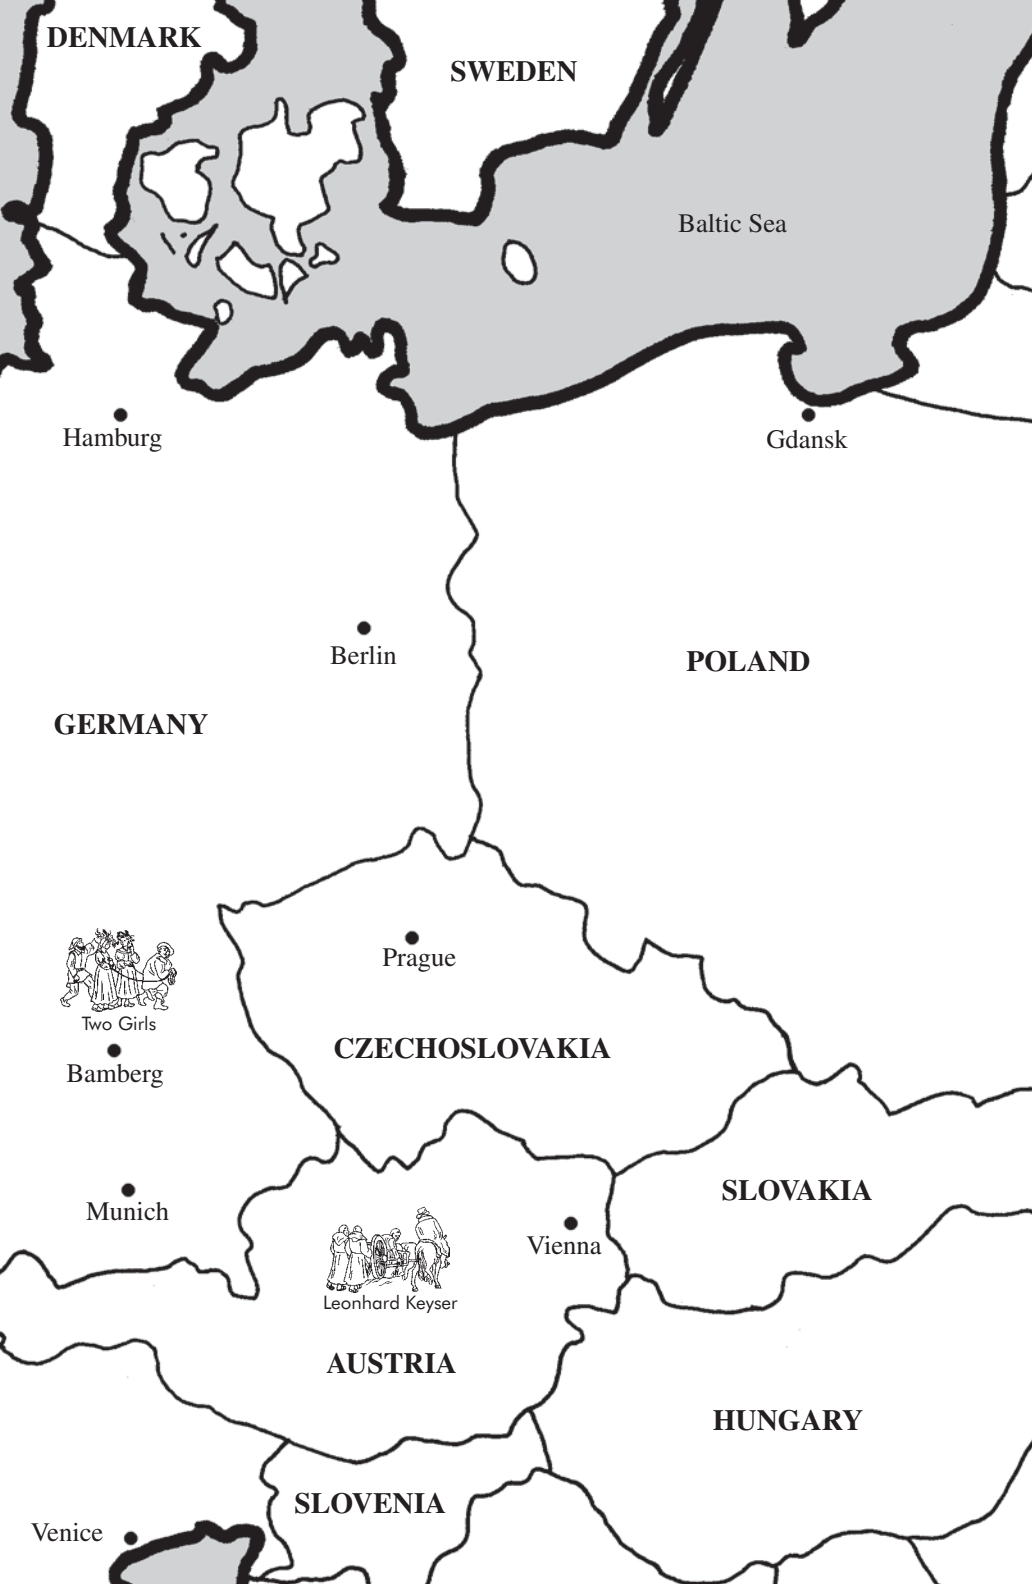 DENMARK
SWEDEN
Baltic Sea
Hamburg
Gdansk
Berlin
POLAND
GERMANY
Prague
Two Girls
CZECHOSLOVAKIA
Bamberg
SLOVAKIA
Munich
Vienna
Leonhard Keyser
AUSTRIA
HUNGARY
SLOVENIA
Venice